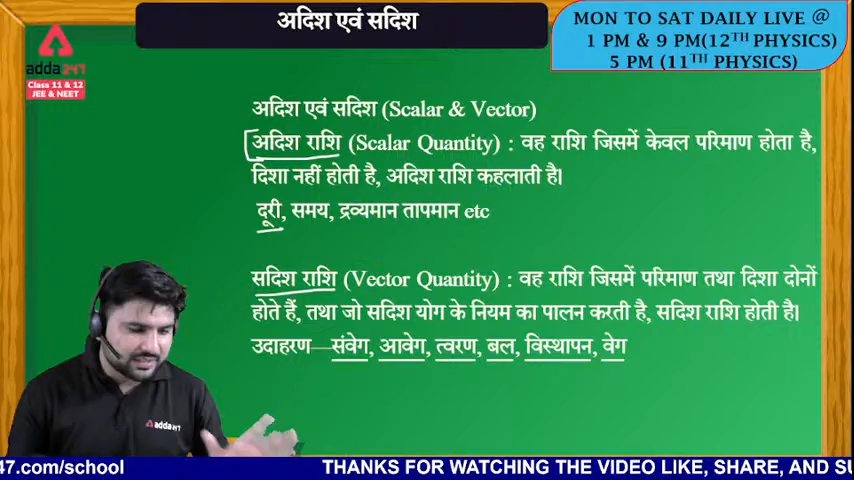 अदिश एवं सदिश
MON TO SAT DAILY LIVE @
1 PM & 9 PM(12TH PHYSICS)
5 PM (11TH PHYSICS)
adda247
Class 11 & 12
JEE & NEET
अदिश एवं सदिश (Scalar & Vector)
अदिश राशि (Scalar Quantity) : वह राशि जिसमें केवल परिमाण होता है,
दिशा नहीं होती है, अदिश राशि कहलाती है।
दूरी, समय, द्रव्यमान तापमान etc
सदिश राशि (Vector Quantity) : वह राशि जिसमें परिमाण तथा दिशा दोनों
होते हैं, तथा जो सदिश योग के नियम का पालन करती है, सदिश राशि होती है।
उदाहरण—संवेग, आवेग, त्वरण, बल, विस्थापन, वेग
adda247
47.com/school
THANKS FOR WATCHING THE VIDEO LIKE, SHARE, AND SU